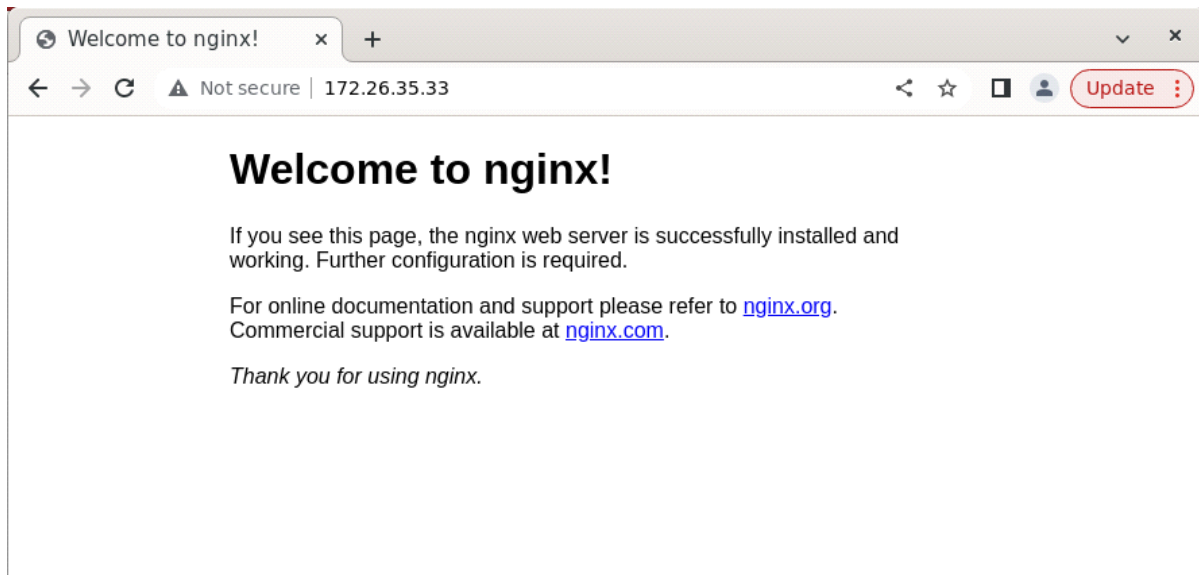 Welcome to nginx!
Not secure 172.26.35.33 Update
Welcome to nginx!
If you see this page, the nginx web server is successfully installed and
working. Further configuration is required.
For online documentation and support please refer to nginx.org.
Commercial support is available at nginx.com.
Thank you for using nginx.